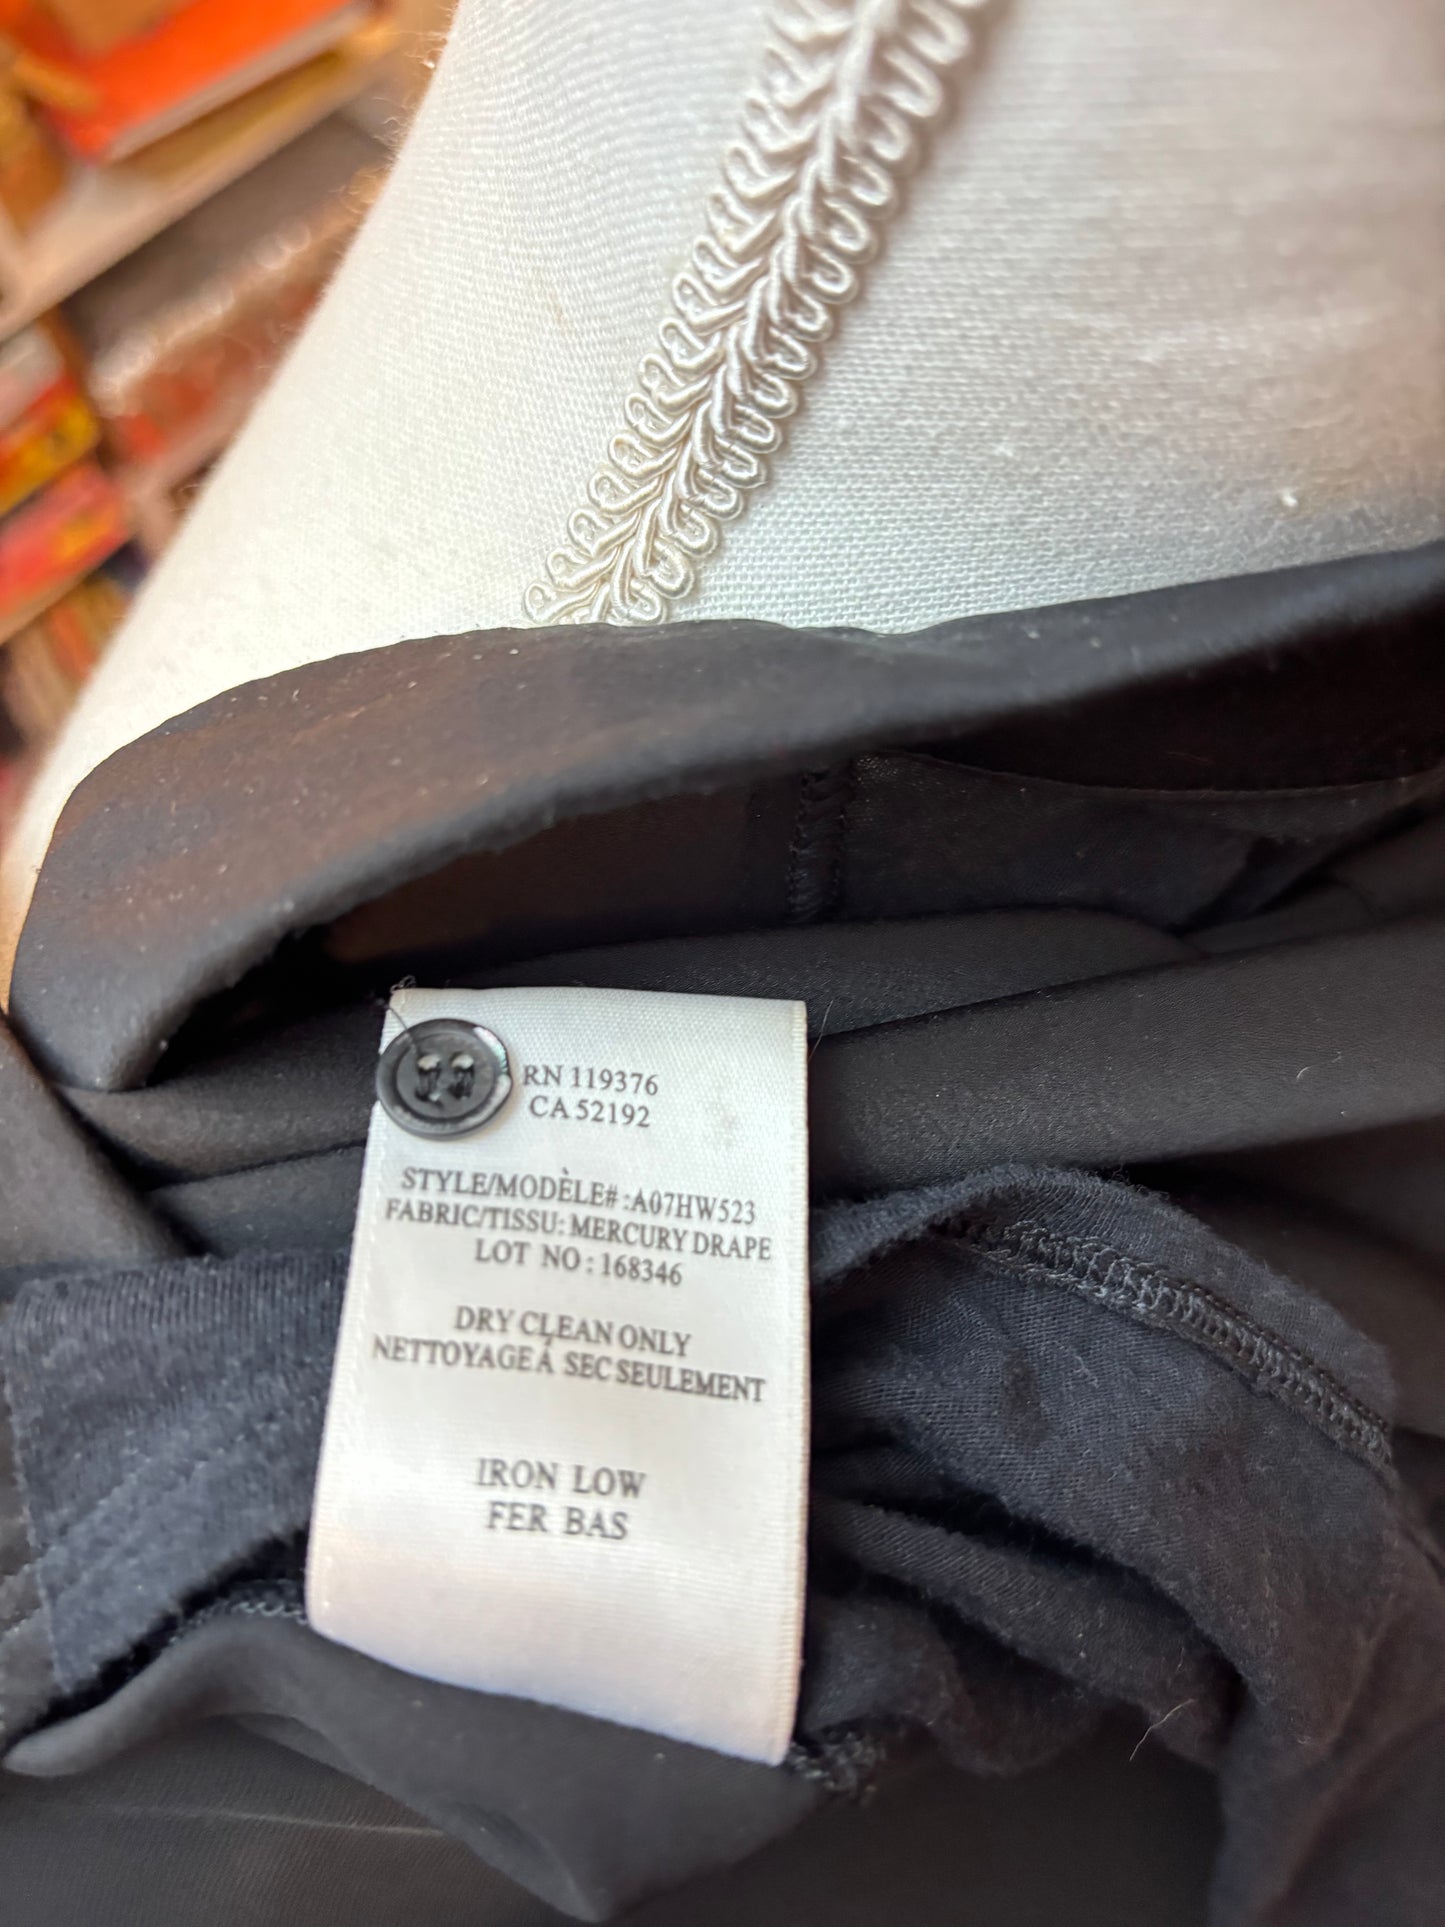 RN 119376
CA 52192
STYLE/MODÈLE# :A07HW523
FABRIC/TISSU: MERCURY DRAPE
LOT NO : 168346
DRY CLEAN ONLY
NETTOYAGE À SEC SEULEMENT
IRON LOW
FER BAS